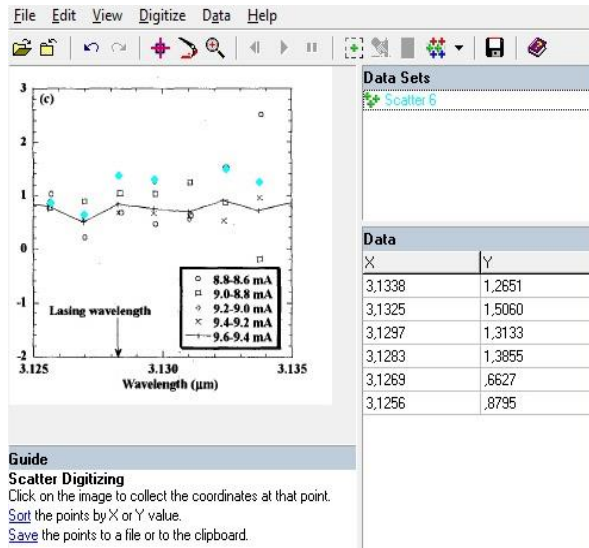 File Edit View Digitize Data Help
Data Sets
Scatter 6
3
(c)
2
1
0
-1
-2
Lasing wavelength
8.8-8.6 mA
9.0-8.8 mA
9.2-9.0 mA
9.4-9.2 mA
9.6-9.4 mA
3.125 3.130 3.135
Wavelength (μm)
Data
X Y
3,1338 1,2651
3,1325 1,5060
3,1297 1,3133
3,1283 1,3855
3,1269 ,6627
3,1256 ,8795
Guide
Scatter Digitizing
Click on the image to collect the coordinates at that point.
Sort the points by X or Y value.
Save the points to a file or to the clipboard.